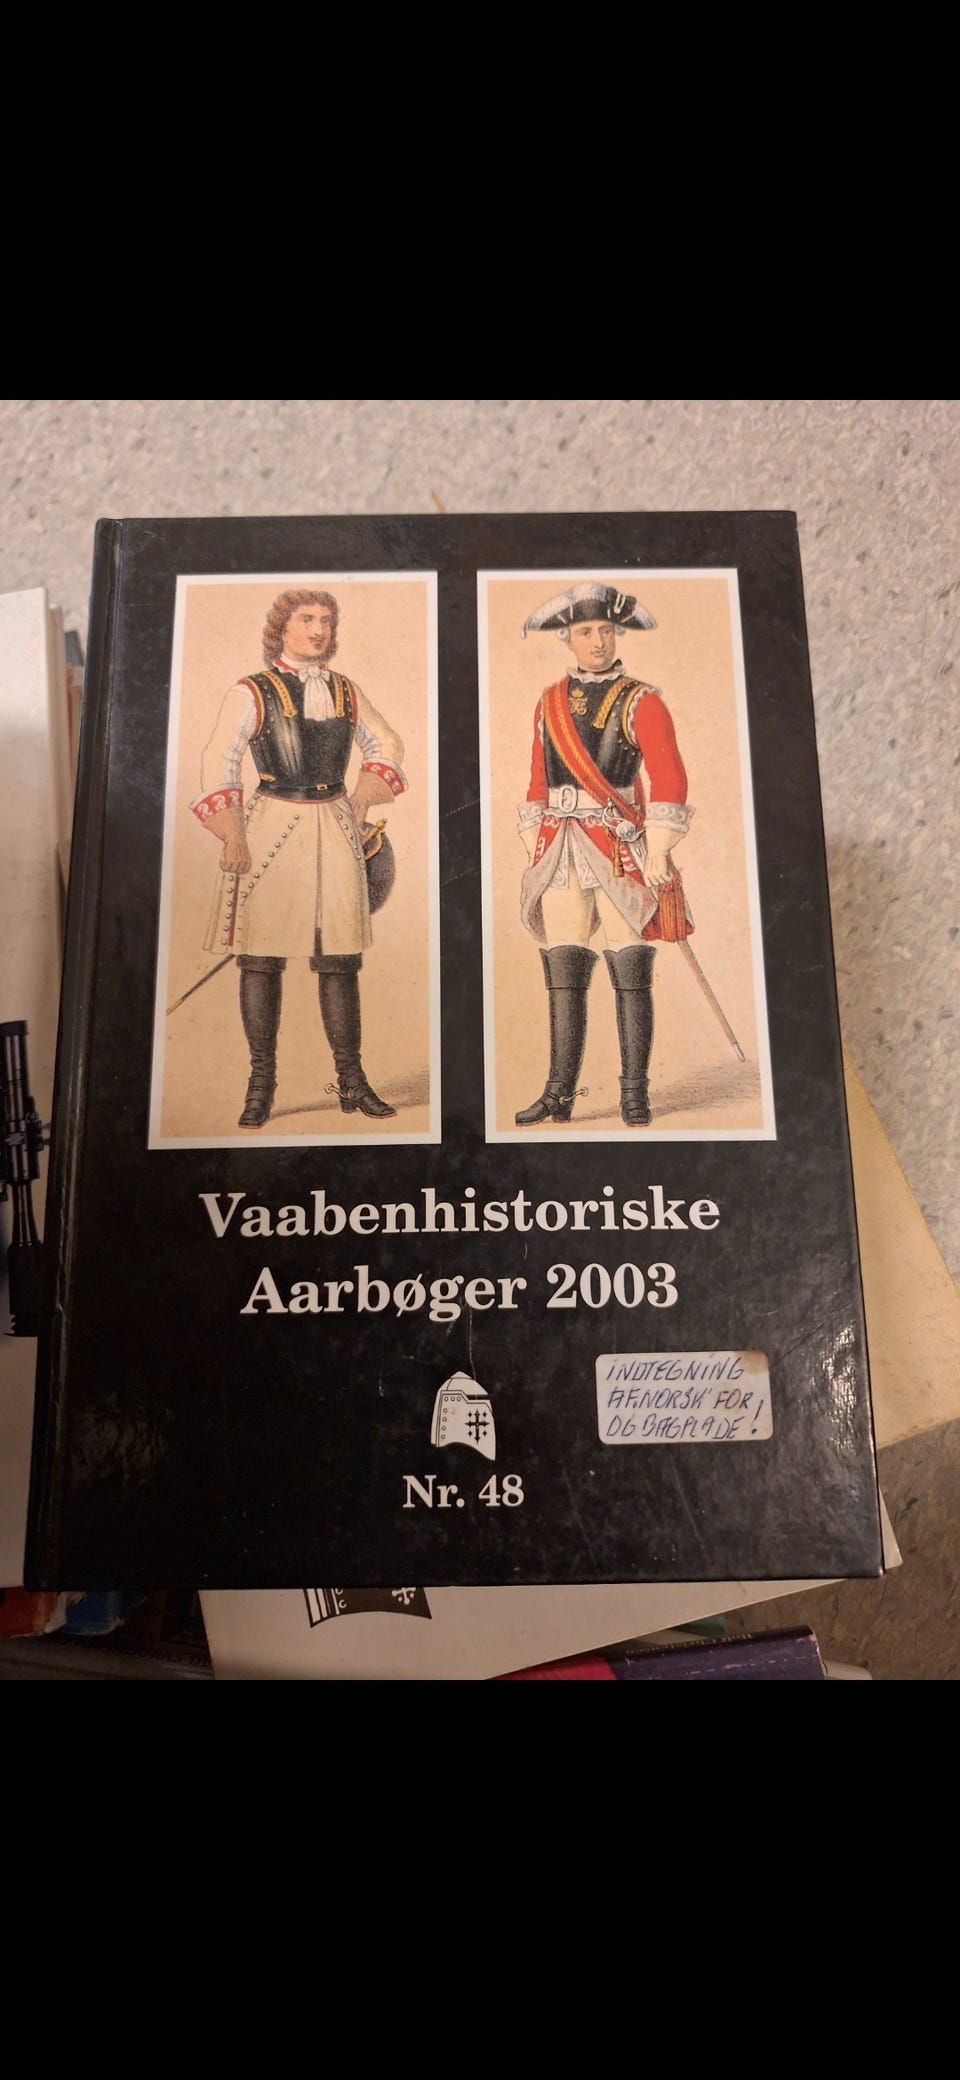 Vaabenhistoriske
Aarbøger 2003
INDTEGNING
AF.NORSK FOR
OG BAGPLADE!
Nr. 48